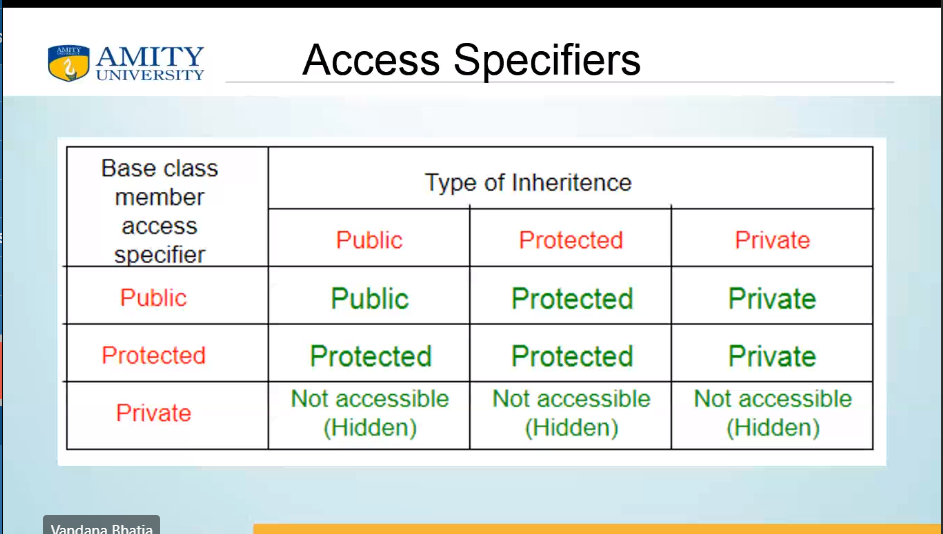 AMITY
AMITY
UNIVERSITY
Access Specifiers
Base class
member
access
specifier
Type of Inheritence
Public Protected Private
Public Public Protected Private
Protected Protected Protected Private
Private Not accessible (Hidden) Not accessible (Hidden) Not accessible (Hidden)
Vandana Bhatia